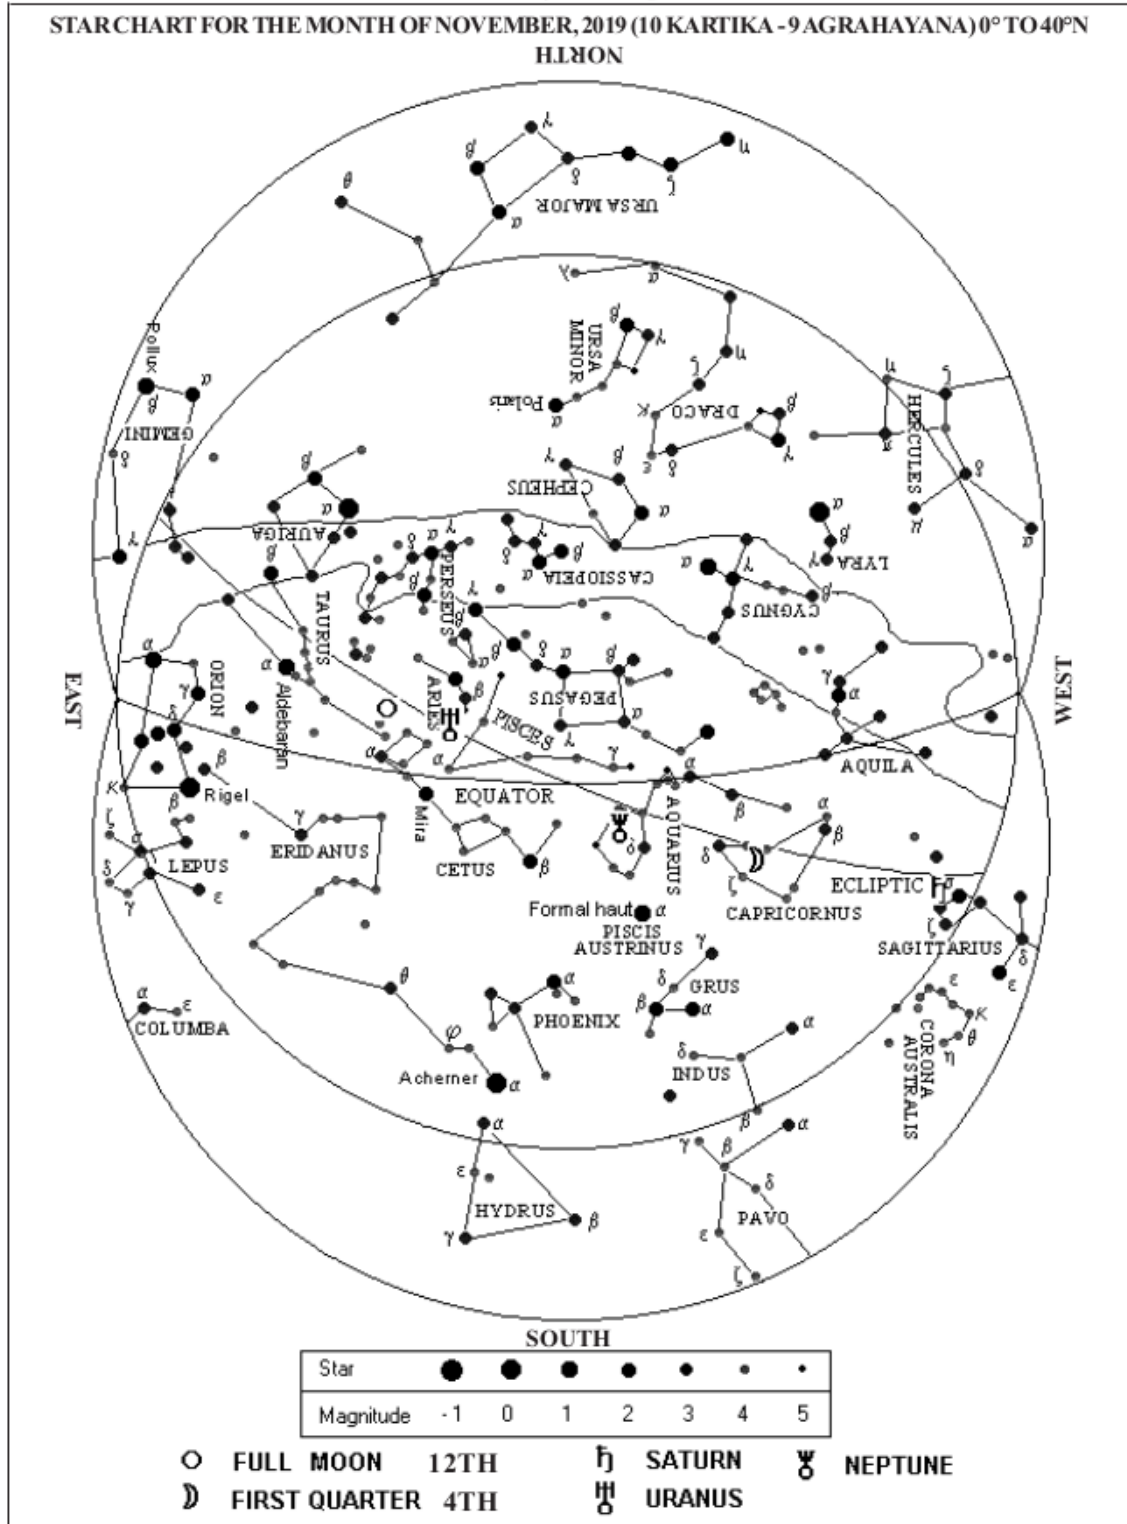 STAR CHART FOR THE MONTH OF NOVEMBER, 2019 (10 KARTIKA - 9 AGRAHAYANA) 0° TO 40°N
NORTH
γ
β
η
δ
ζ
θ
URSA MAJOR
α
λ
α
Pollux
β
γ
URSA MINOR
η
ζ
η
ζ
α
β
Polaris
α
κ
DRACO
β
HERCULES
GEMINI
π
δ
γ
ε
δ
γ
β
δ
β
CEPHEUS
α
α
α
μ
α
AURIGA
γ
β
γ
α
δ
γ
β
α
CASSIOPEIA
γ
LYRA
β
PERSEUS
β
γ
CYGNUS
β
TAURUS
γ
β
α
β
δ
α
β
α
ORION
γ
α
Aldebaran
ARIES
β
PEGASUS
γ
α
EAST
WEST
δ
PISCES
γ
α
α
γ
α
AQUILA
κ
β
Rigel
β
EQUATOR
AQUARIUS
β
α
β
ζ
γ
Mira
α
LEPUS
ERIDANUS
CETUS
β
δ
δ
ECLIPTIC
δ
γ
ε
ζ
CAPRICORNUS
σ
Formal haut
α
PISCIS
AUSTRINUS
ζ
SAGITTARIUS
γ
δ
δ
GRUS
ε
θ
α
β
α
ε
α
ε
COLUMBA
PHOENIX
α
κ
φ
θ
η
CORONA AUSTRALIS
δ
INDUS
Acherner
α
β
α
α
γ
β
ε
δ
HYDRUS
β
PAVO
γ
ε
ζ
SOUTH
Star
Magnitude -1 0 1 2 3 4 5
FULL MOON 12TH SATURN NEPTUNE
FIRST QUARTER 4TH URANUS